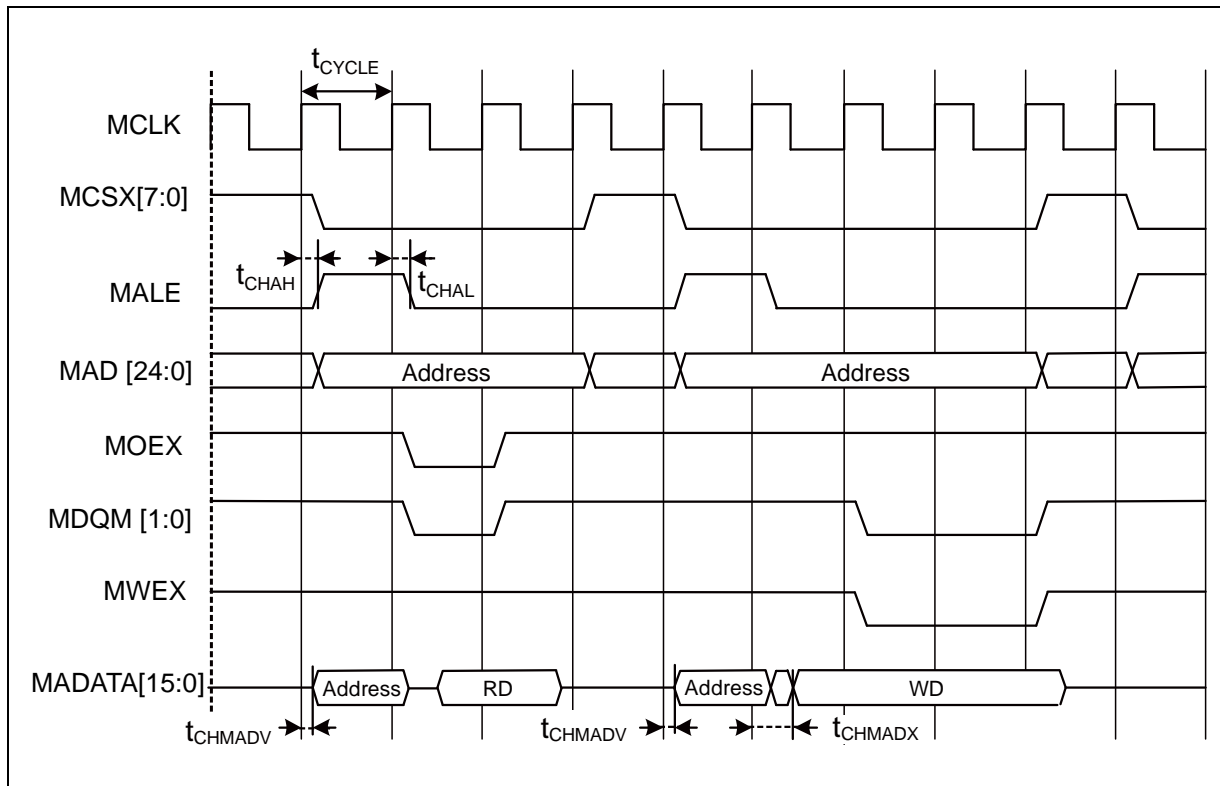 tCYCLE
MCLK
MCSX[7:0]
tCHAH
tCHAL
MALE
MAD [24:0]
Address
Address
MOEX
MDQM [1:0]
MWEX
MADATA[15:0]
Address
RD
Address
WD
tCHMADV
tCHMADV
tCHMADX